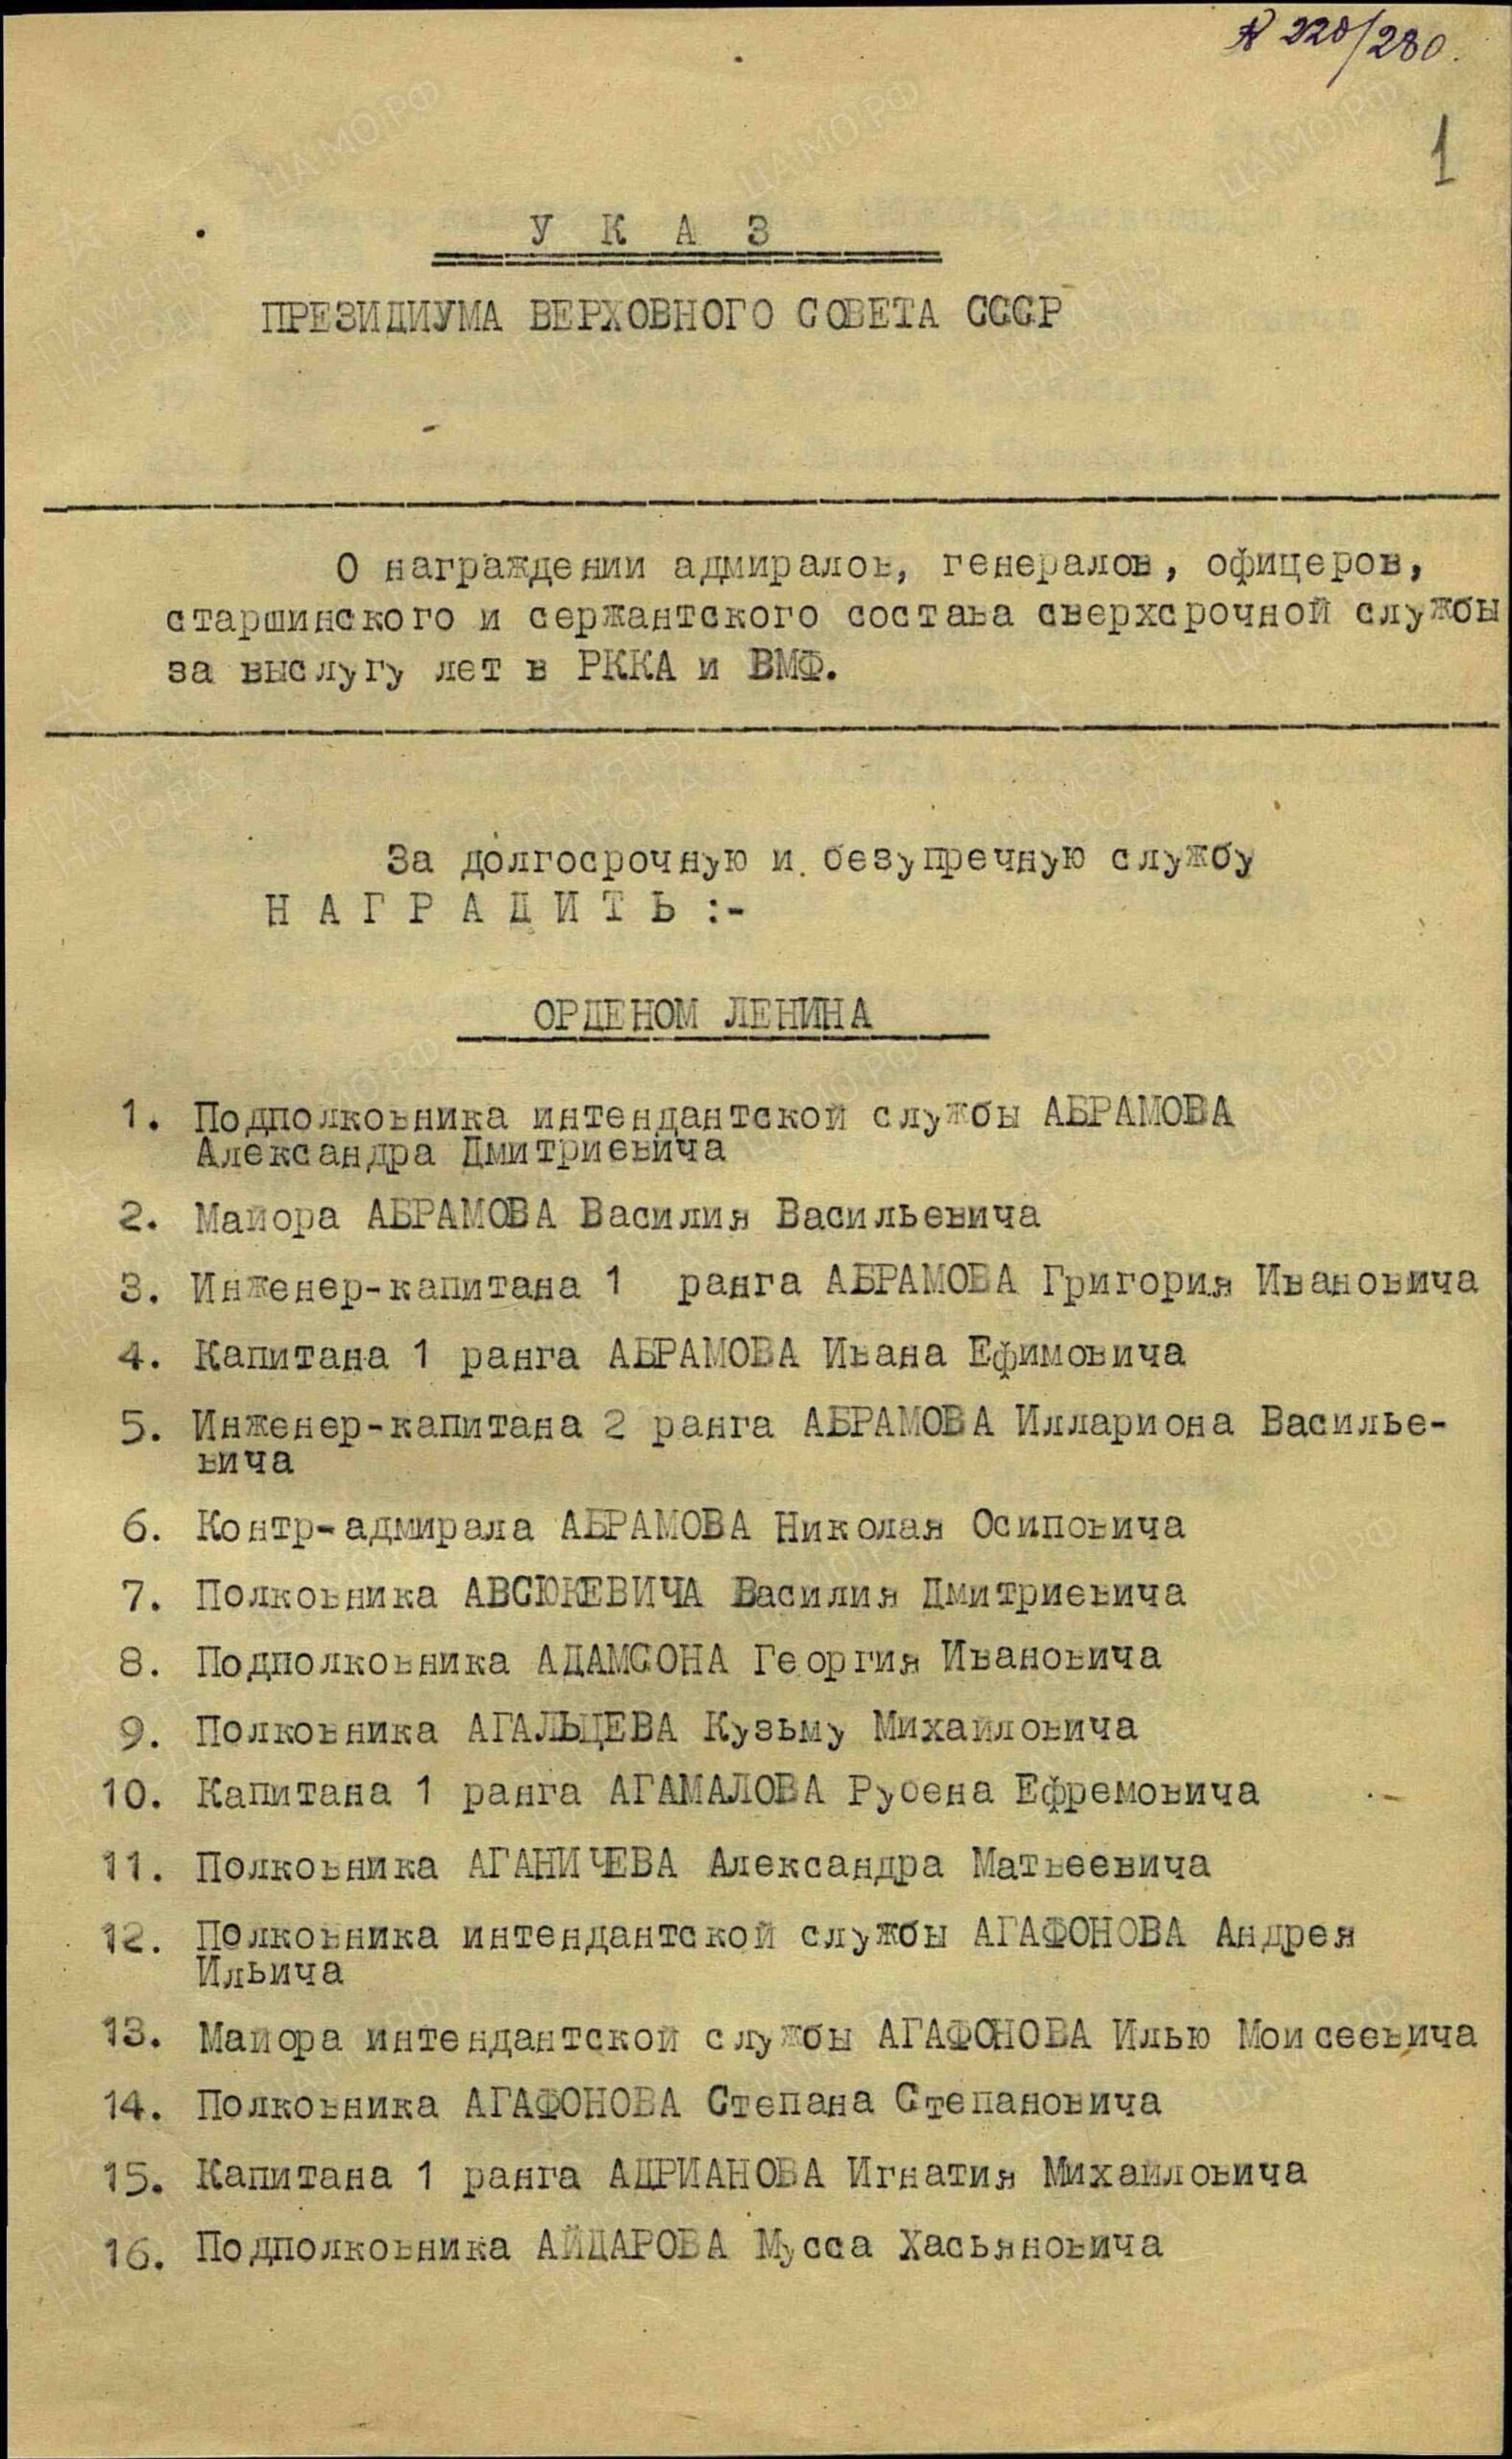 № 220/280.
1
У К А З
ПРЕЗИДИУМА ВЕРХОВНОГО СОВЕТА СССР
О награждении адмиралов, генералов, офицеров,
старшинского и сержантского состава сверхсрочной службы
за выслугу лет в РККА и ВМФ.
За долгосрочную и безупречную службу
Н А Г Р А Д И Т Ь :-
ОРДЕНОМ ЛЕНИНА
1. Подполковника интендантской службы АБРАМОВА
Александра Дмитриевича
2. Майора АБРАМОВА Василия Васильевича
3. Инженер-капитана 1 ранга АБРАМОВА Григория Ивановича
4. Капитана 1 ранга АБРАМОВА Ивана Ефимовича
5. Инженер-капитана 2 ранга АБРАМОВА Иллариона Василье-
вича
6. Контр-адмирала АБРАМОВА Николая Осиповича
7. Полковника АВСЮКЕВИЧА Василия Дмитриевича
8. Подполковника АДАМСОНА Георгия Ивановича
9. Полковника АГАЛЬЦЕВА Кузьму Михайловича
10. Капитана 1 ранга АГАМАЛОВА Рубена Ефремовича
11. Полковника АГАНИЧЕВА Александра Матвеевича
12. Полковника интендантской службы АГАФОНОВА Андрея
Ильича
13. Майора интендантской службы АГАФОНОВА Илью Моисеевича
14. Полковника АГАФОНОВА Степана Степановича
15. Капитана 1 ранга АДРИАНОВА Игнатия Михайловича
16. Подполковника АЙДАРОВА Мусса Хасьяновича